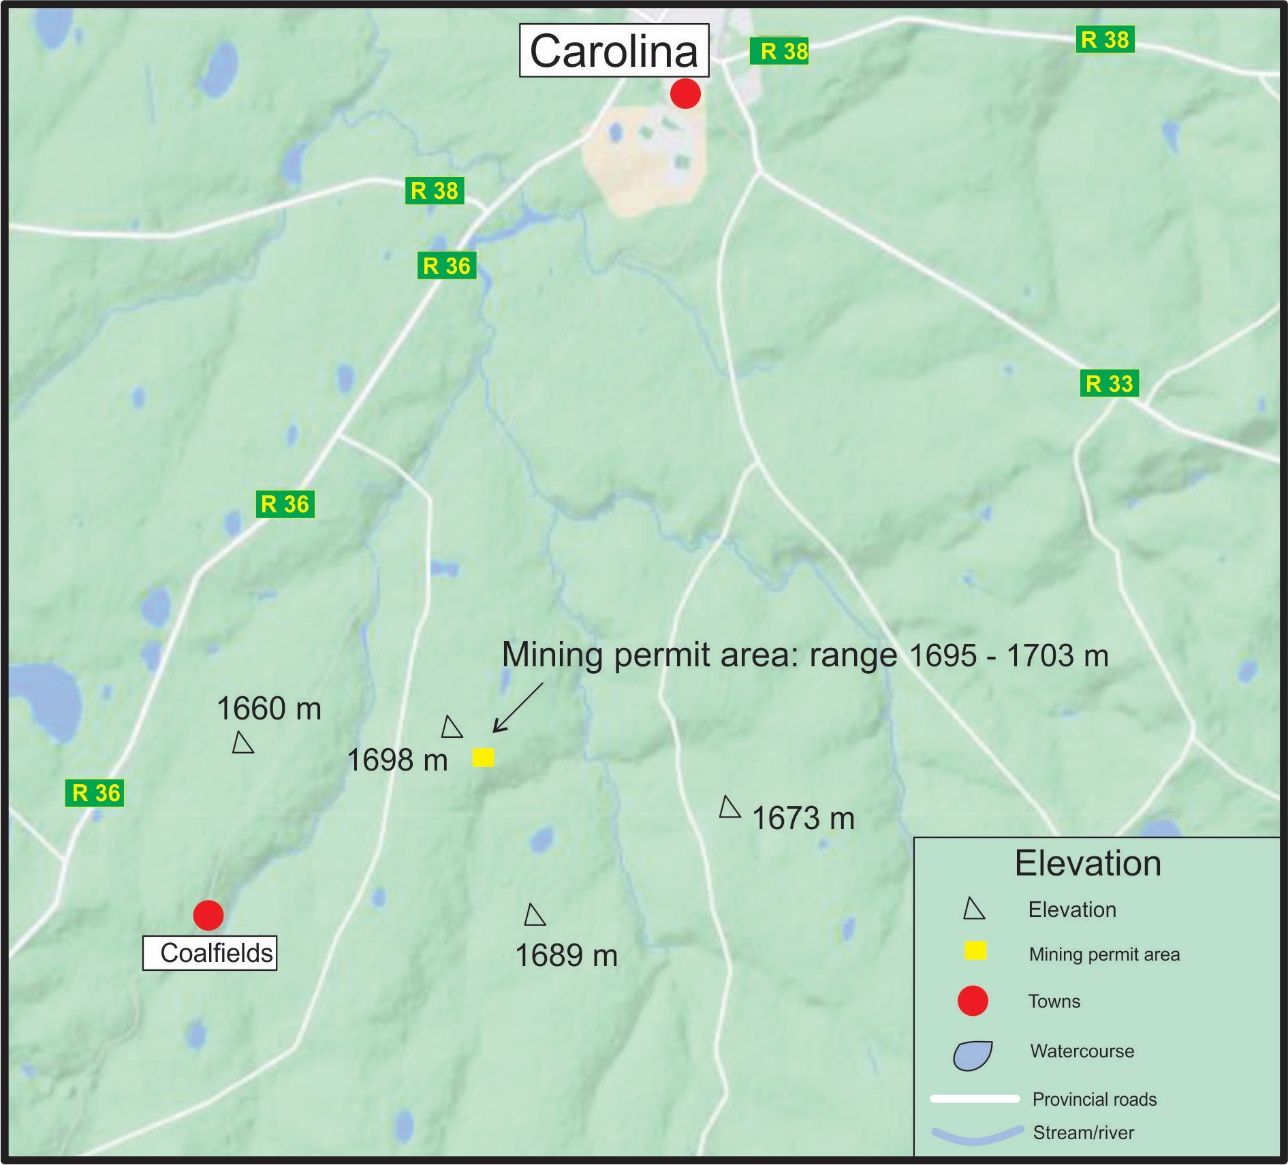 Carolina
R 38
R 38
R 38
R 36
R 33
R 36
Mining permit area: range 1695 - 1703 m
1660 m
1698 m
R 36
1673 m
Coalfields
1689 m
Elevation
Elevation
Mining permit area
Towns
Watercourse
Provincial roads
Stream/river